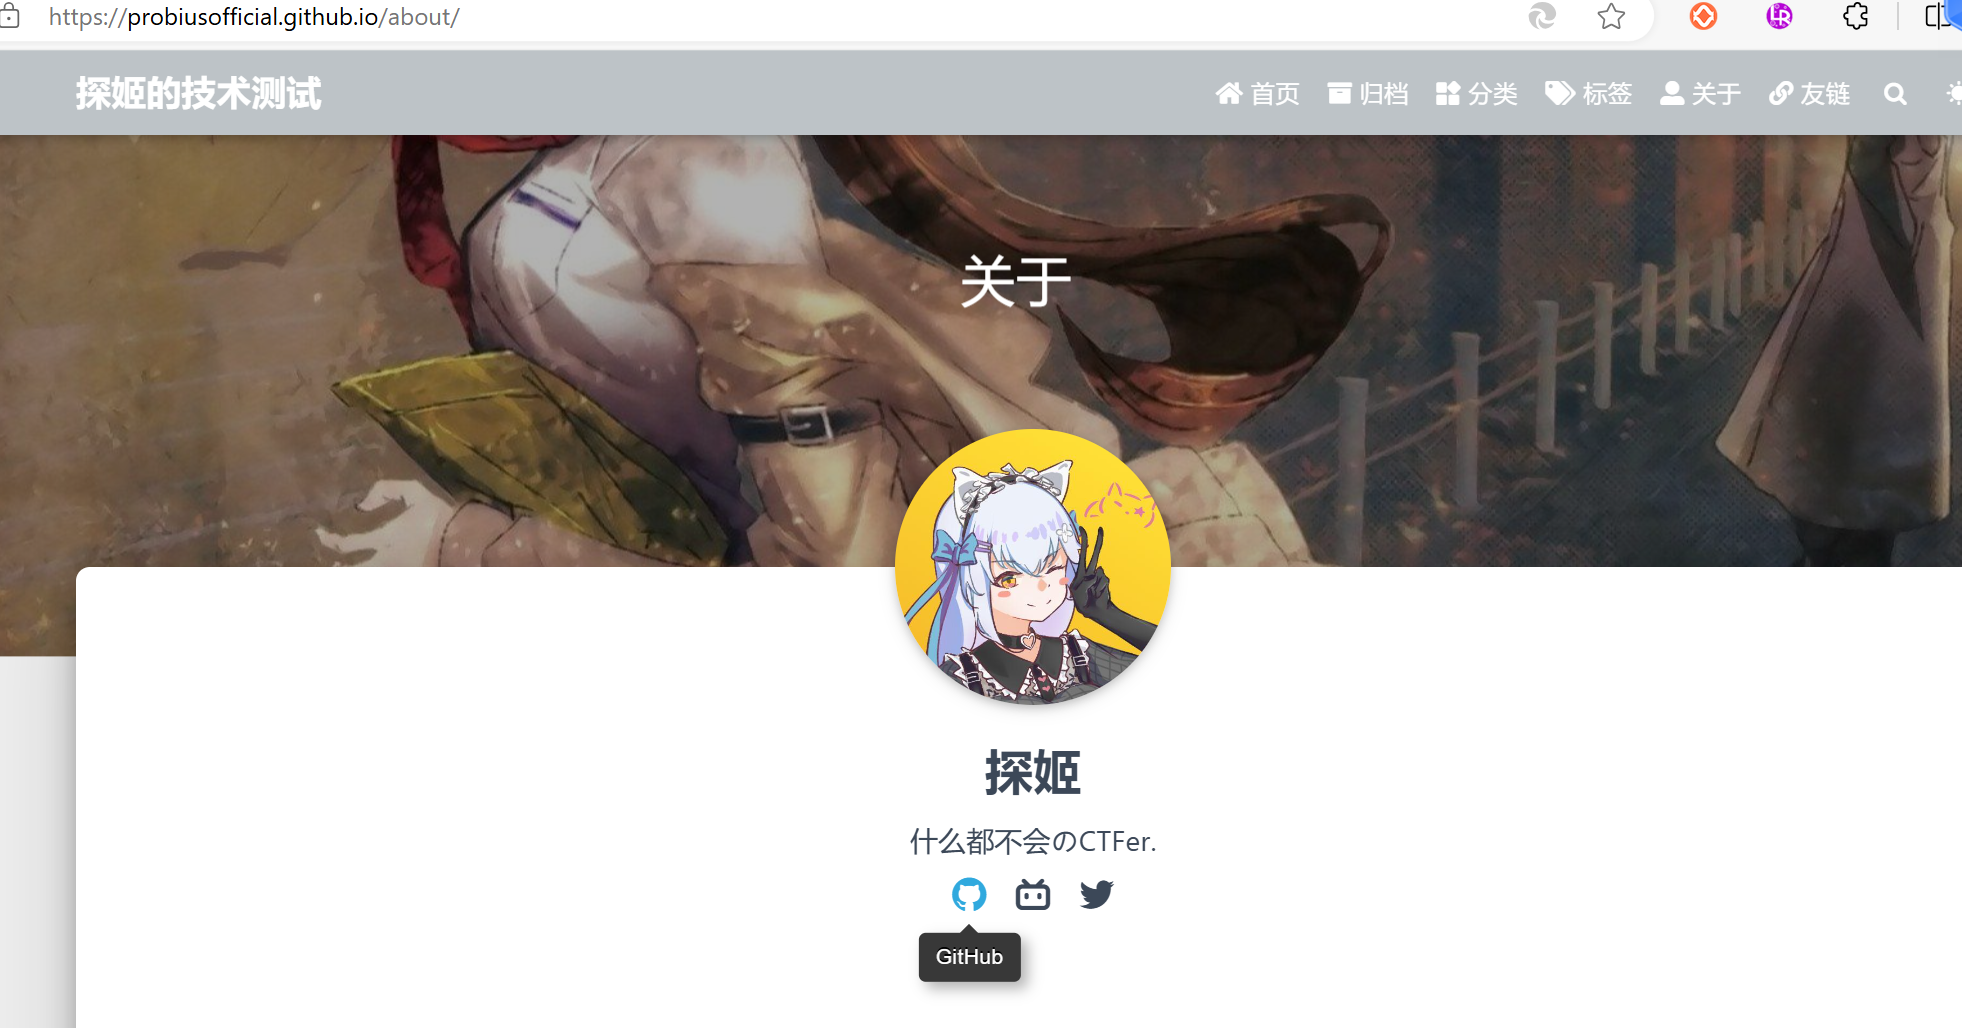 https://probiusofficial.github.io/about/
探姬的技术测试
首页 归档 分类 标签 关于 友链
关于
探姬
什么都不会のCTFer.
GitHub